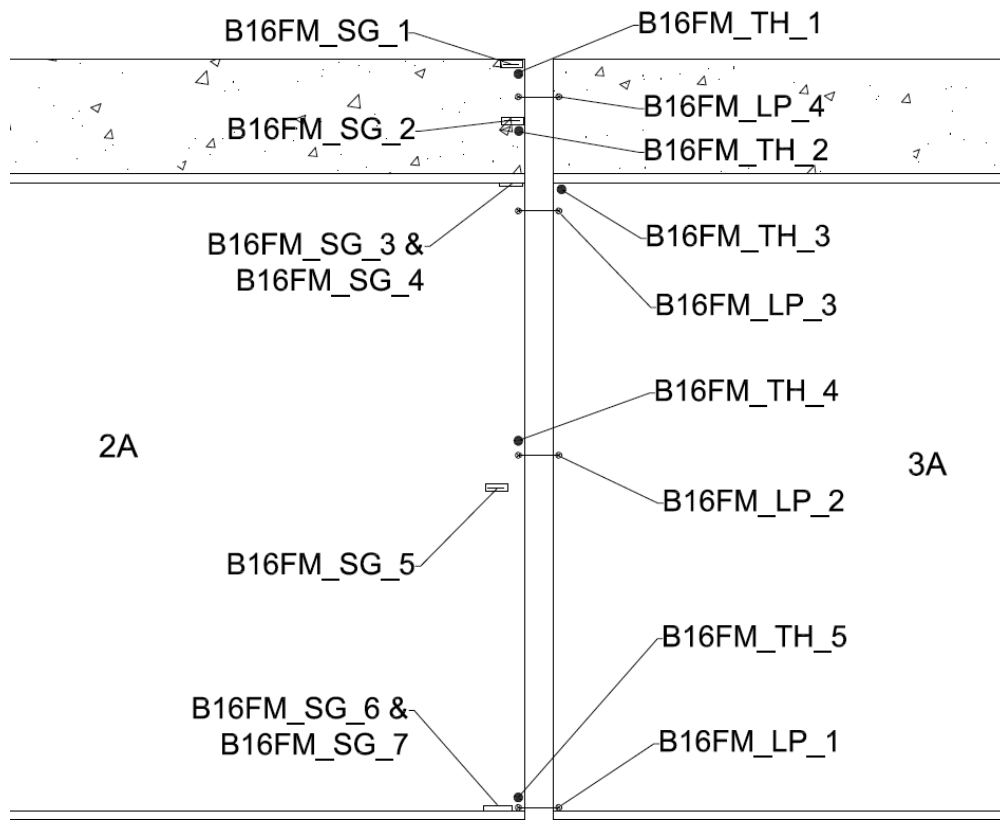 B16FM_SG_1
B16FM_TH_1
B16FM_LP_4
B16FM_SG_2
B16FM_TH_2
B16FM_SG_3 &
B16FM_SG_4
B16FM_TH_3
B16FM_LP_3
B16FM_TH_4
2A
3A
B16FM_LP_2
B16FM_SG_5
B16FM_TH_5
B16FM_SG_6 &
B16FM_SG_7
B16FM_LP_1